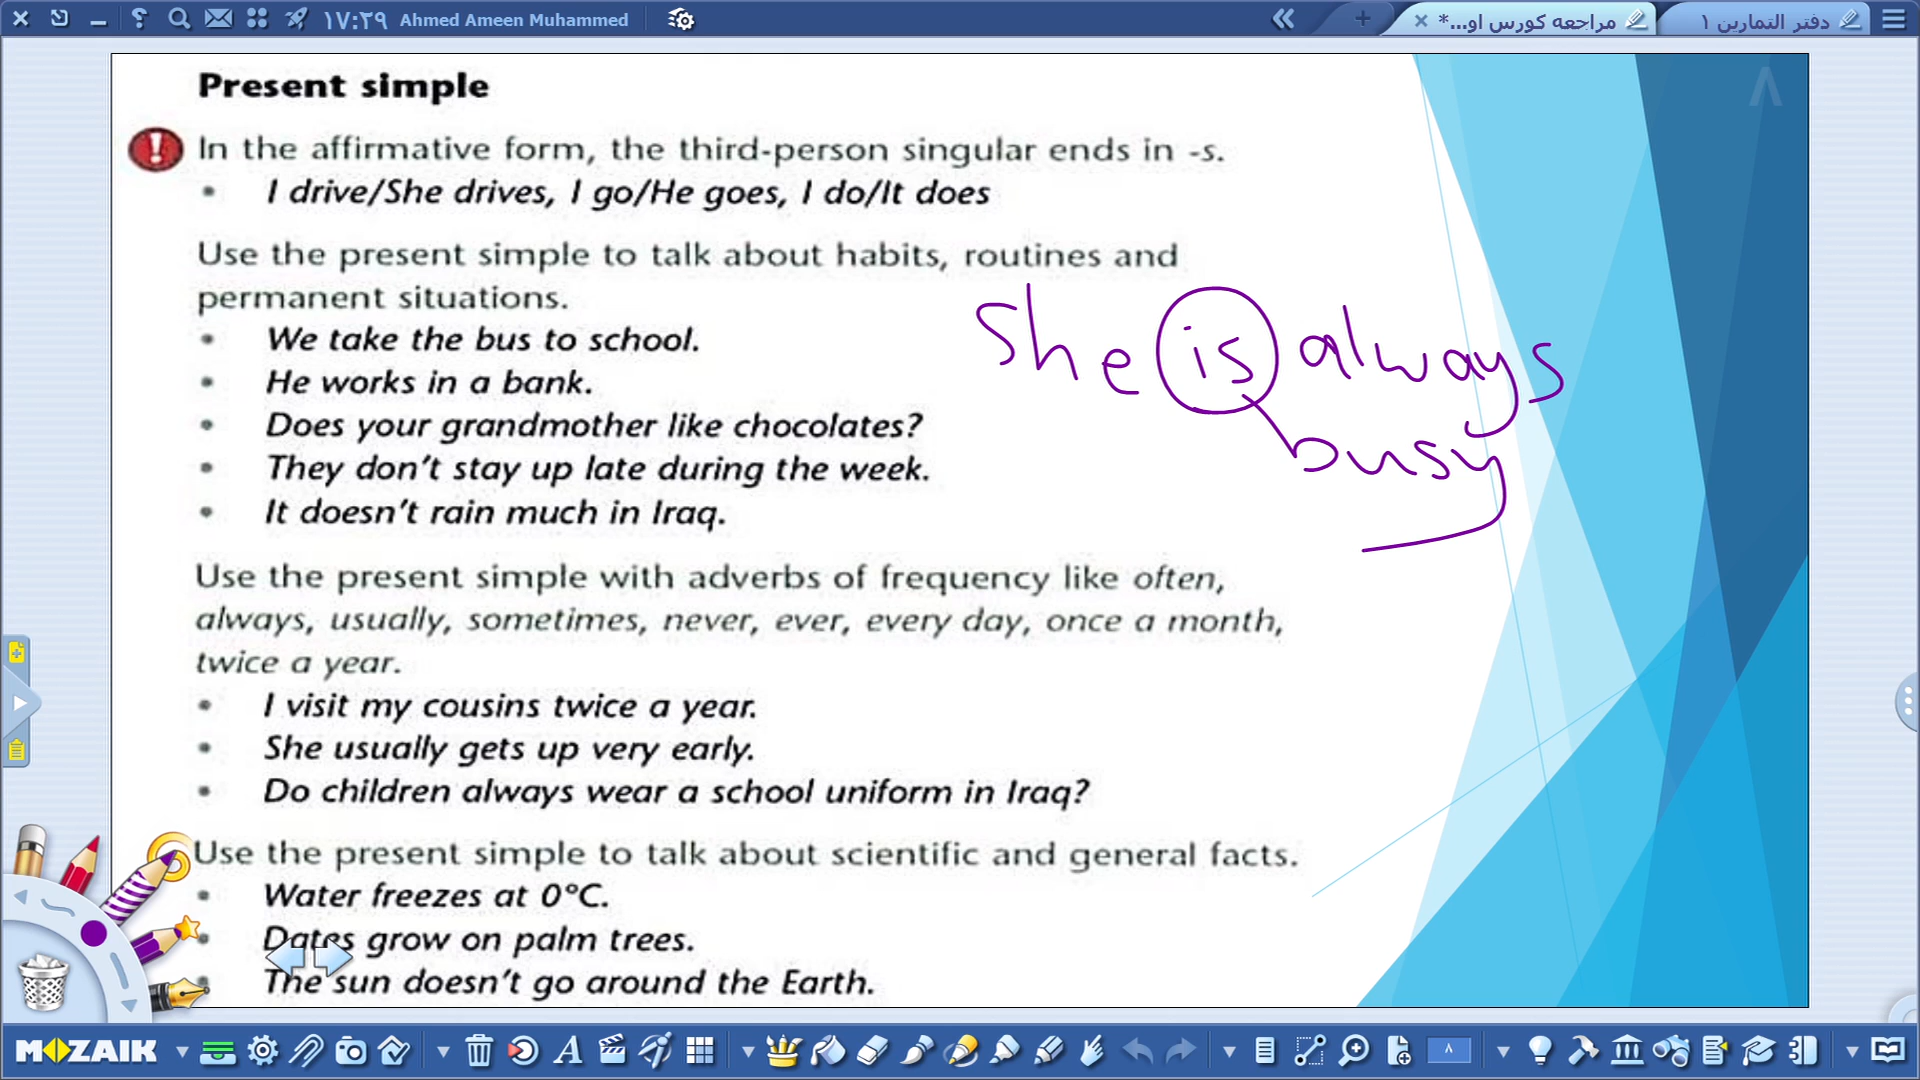 ۱۷:۳۹ Ahmed Ameen Muhammed
مراجعه كورس او...*
دفتر التمارين ١
Present simple
In the affirmative form, the third-person singular ends in -s.
• I drive/She drives, I go/He goes, I do/It does
Use the present simple to talk about habits, routines and
permanent situations.
• We take the bus to school.
• He works in a bank.
• Does your grandmother like chocolates?
• They don't stay up late during the week.
• It doesn't rain much in Iraq.
She is always
busy
Use the present simple with adverbs of frequency like often,
always, usually, sometimes, never, ever, every day, once a month,
twice a year.
• I visit my cousins twice a year.
• She usually gets up very early.
• Do children always wear a school uniform in Iraq?
Use the present simple to talk about scientific and general facts.
• Water freezes at 0°C.
• Dates grow on palm trees.
• The sun doesn't go around the Earth.
٨
MOZAIK
٨